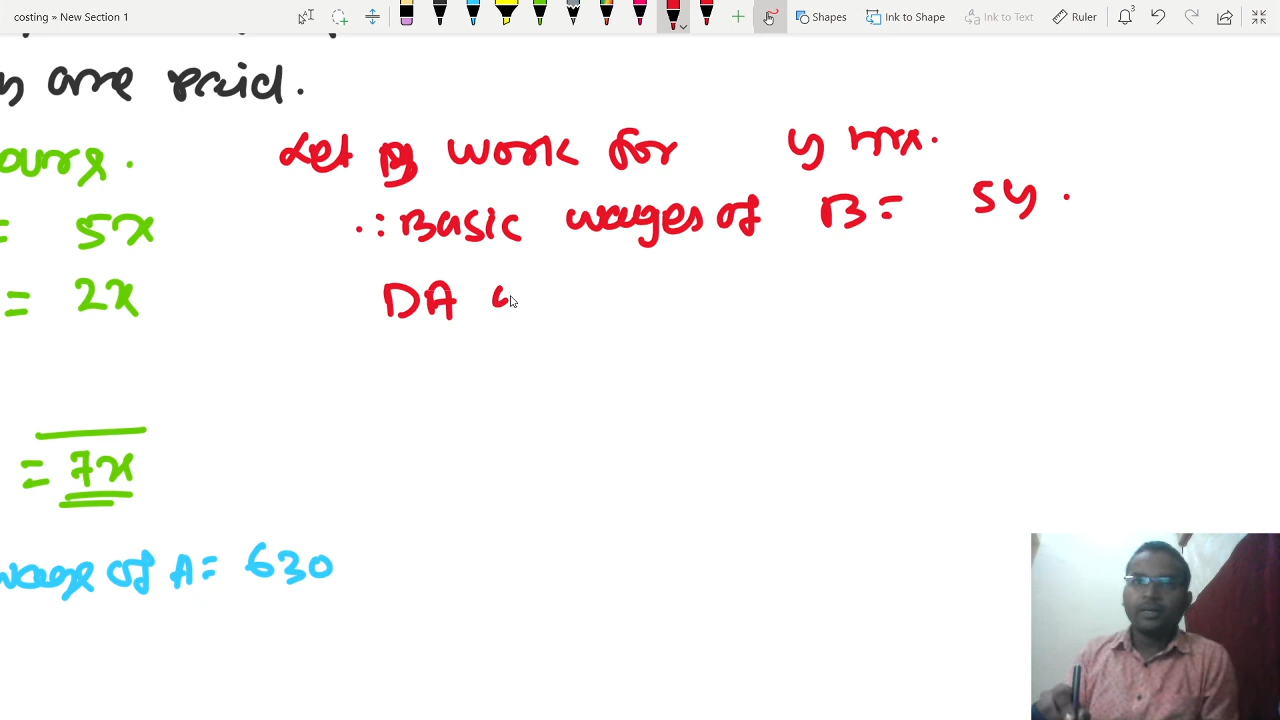 costing » New Section 1
Shapes
Ink to Shape
Ink to Text
Ruler
are paid.
ours.
Let B work for y hrs.
= 5x
∴ Basic wages of B = 5y.
= 2x
DA
= 7x
wage of A = 630